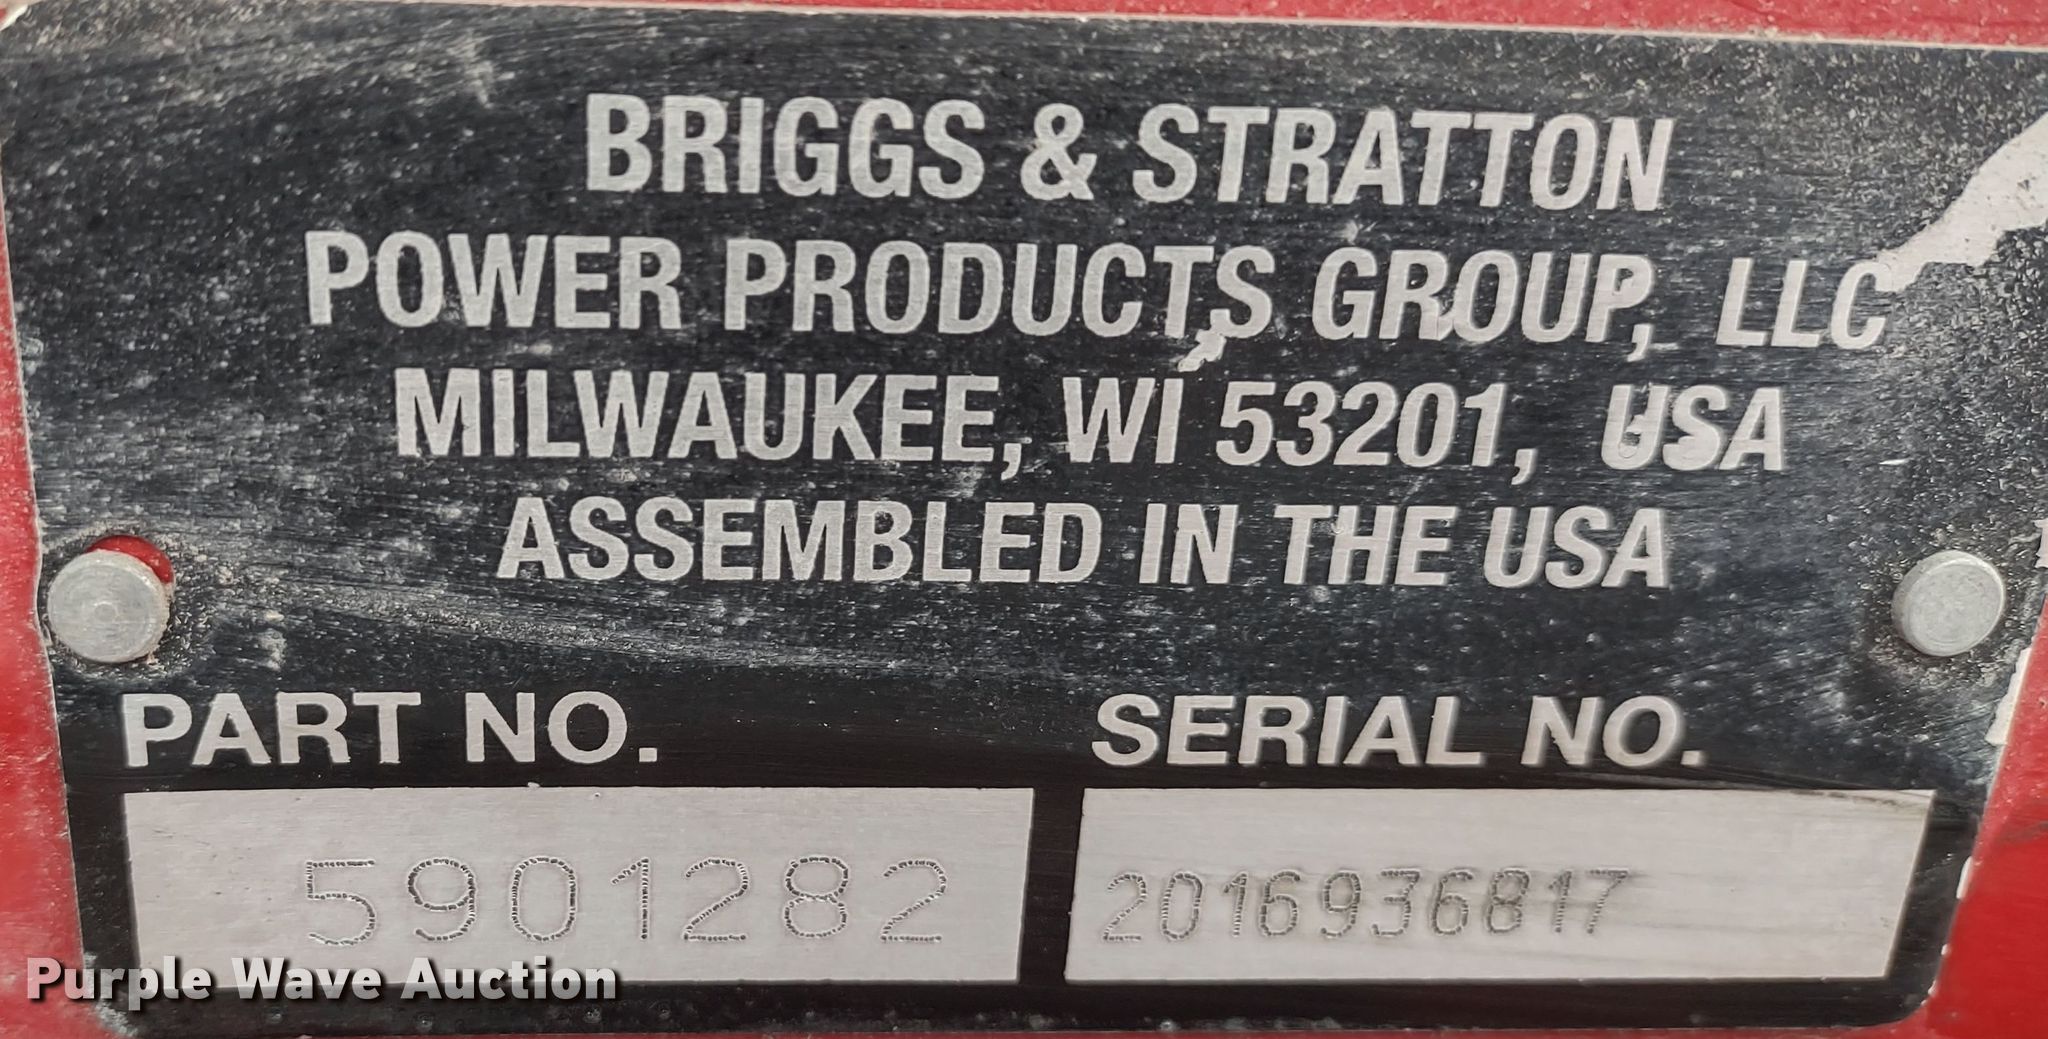 BRIGGS & STRATTON
POWER PRODUCTS GROUP, LLC
MILWAUKEE, WI 53201, USA
ASSEMBLED IN THE USA
PART NO. SERIAL NO.
5901282 2016936817
Purple Wave Auction